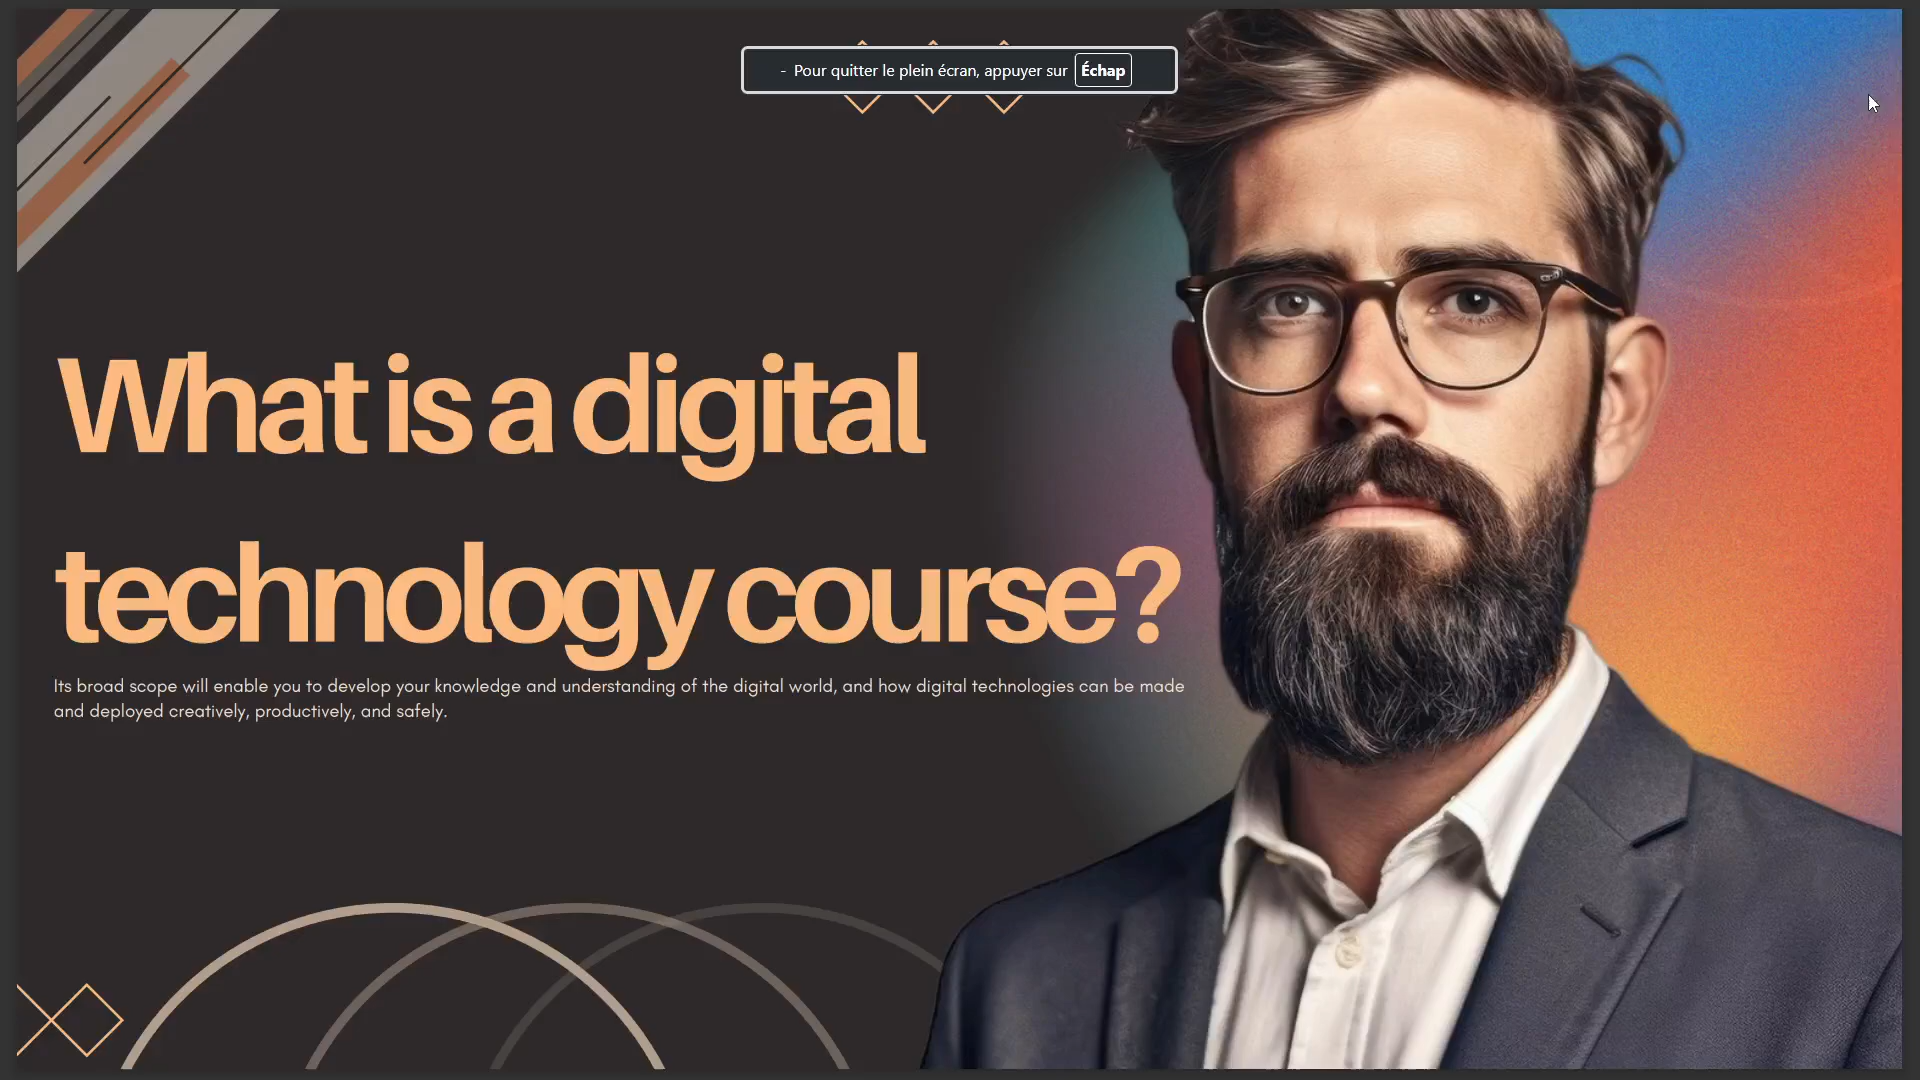 - Pour quitter le plein écran, appuyer sur Échap
What is a digital
technology course?
Its broad scope will enable you to develop your knowledge and understanding of the digital world, and how digital technologies can be made
and deployed creatively, productively, and safely.